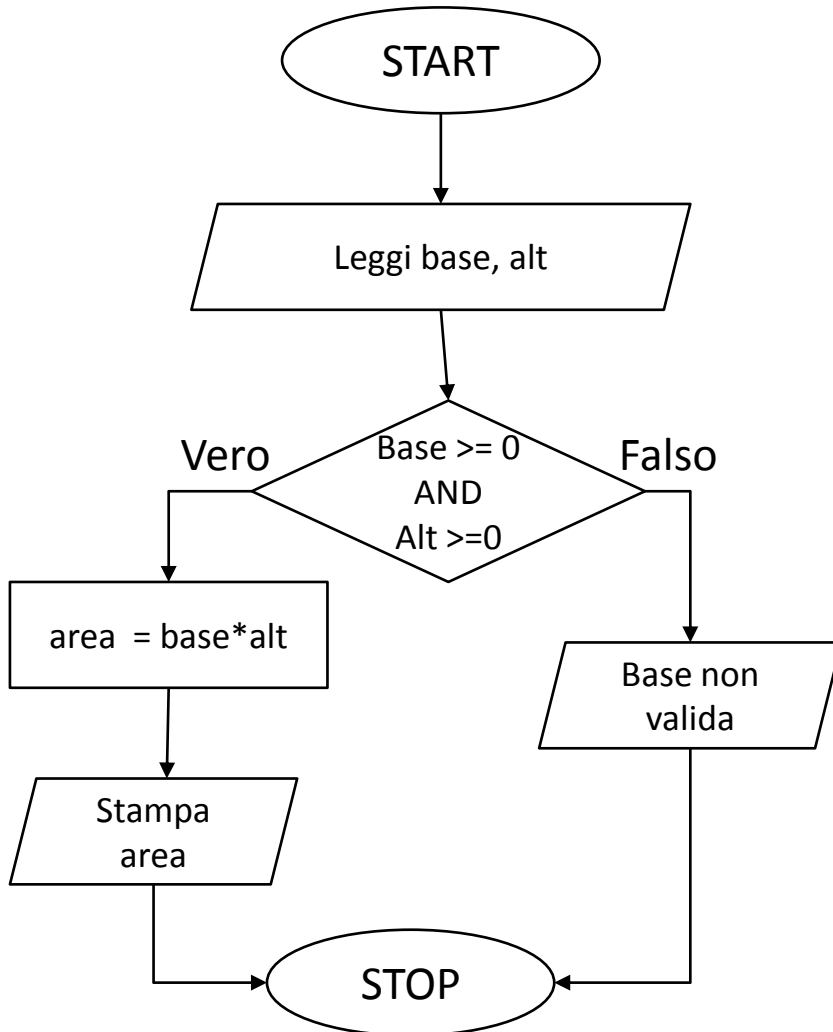 START
Leggi base, alt
Vero
Base >= 0
AND
Alt >=0
Falso
area  = base*alt
Base non
valida
Stampa
area
STOP